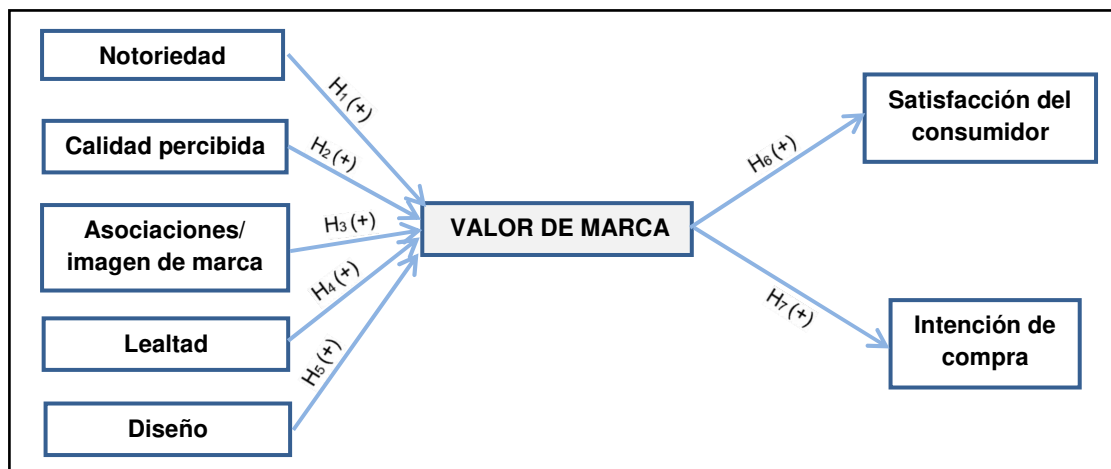 Notoriedad
H1 (+)
Calidad percibida
H2 (+)
Asociaciones/
imagen de marca
H3 (+)
Lealtad
H4 (+)
Diseño
H5 (+)
VALOR DE MARCA
H6 (+)
Satisfacción del
consumidor
H7 (+)
Intención de
compra